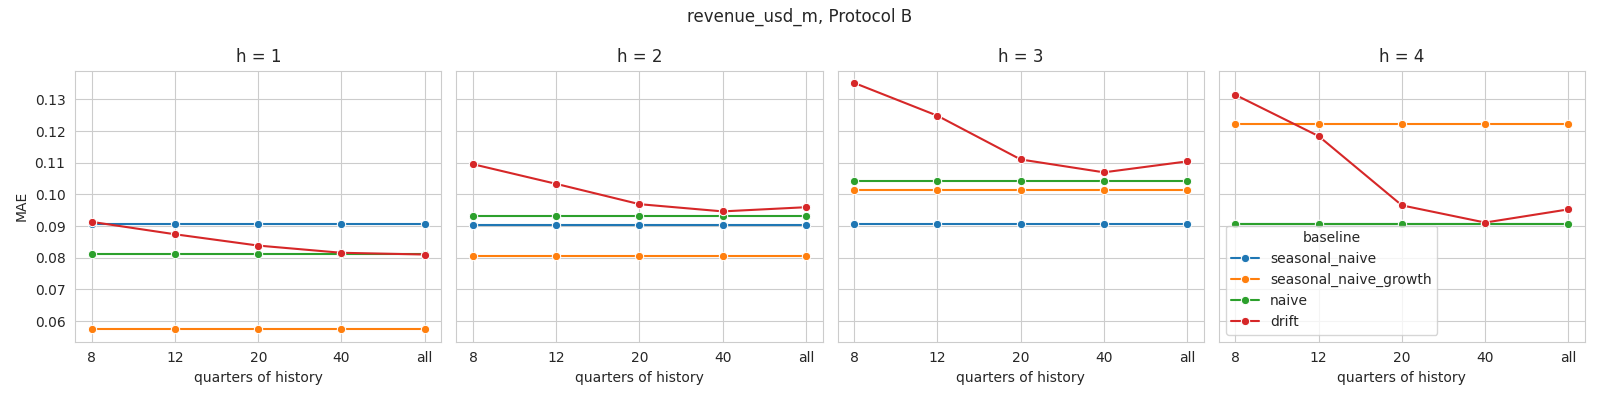 revenue_usd_m, Protocol B
h = 1
h = 2
h = 3
h = 4
MAE
0.13
0.12
0.11
0.10
0.09
0.08
0.07
0.06
8 12 20 40 all
8 12 20 40 all
8 12 20 40 all
8 12 20 40 all
quarters of history
quarters of history
quarters of history
quarters of history
baseline
seasonal_naive
seasonal_naive_growth
naive
drift